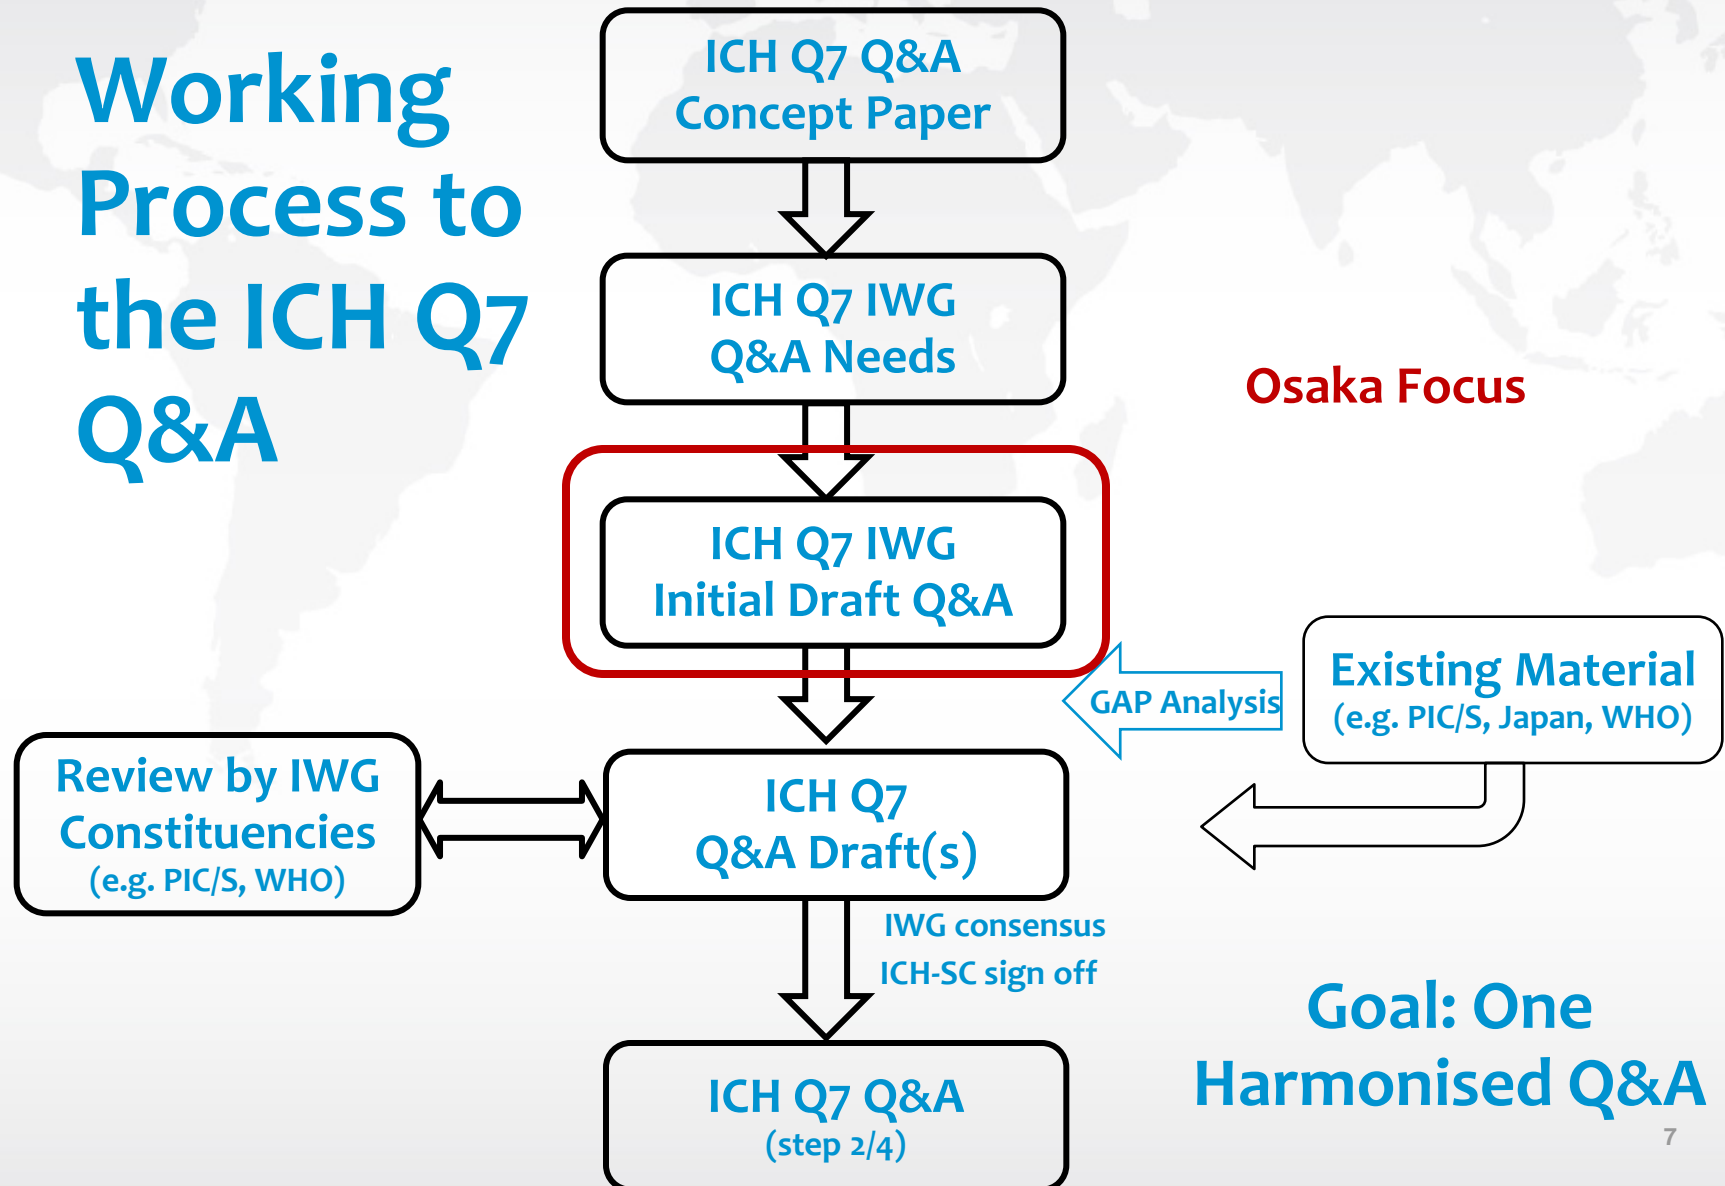 Working
Process to
the ICH Q7
Q&A
ICH Q7 Q&A
Concept Paper
ICH Q7 IWG
Q&A Needs
Osaka Focus
ICH Q7 IWG
Initial Draft Q&A
GAP Analysis
Existing Material
(e.g. PIC/S, Japan, WHO)
Review by IWG
Constituencies
(e.g. PIC/S, WHO)
ICH Q7
Q&A Draft(s)
IWG consensus
ICH-SC sign off
Goal: One
Harmonised Q&A
ICH Q7 Q&A
(step 2/4)
7